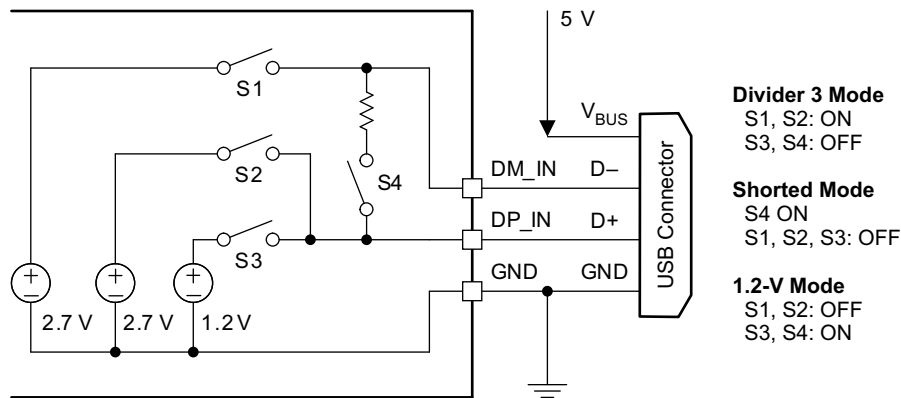 5 V
S1
V_BUS
S2
S4
DM_IN
D–
S3
DP_IN
D+
GND
GND
2.7 V
2.7 V
1.2 V
USB Connector
Divider 3 Mode
S1, S2: ON
S3, S4: OFF
Shorted Mode
S4 ON
S1, S2, S3: OFF
1.2-V Mode
S1, S2: OFF
S3, S4: ON